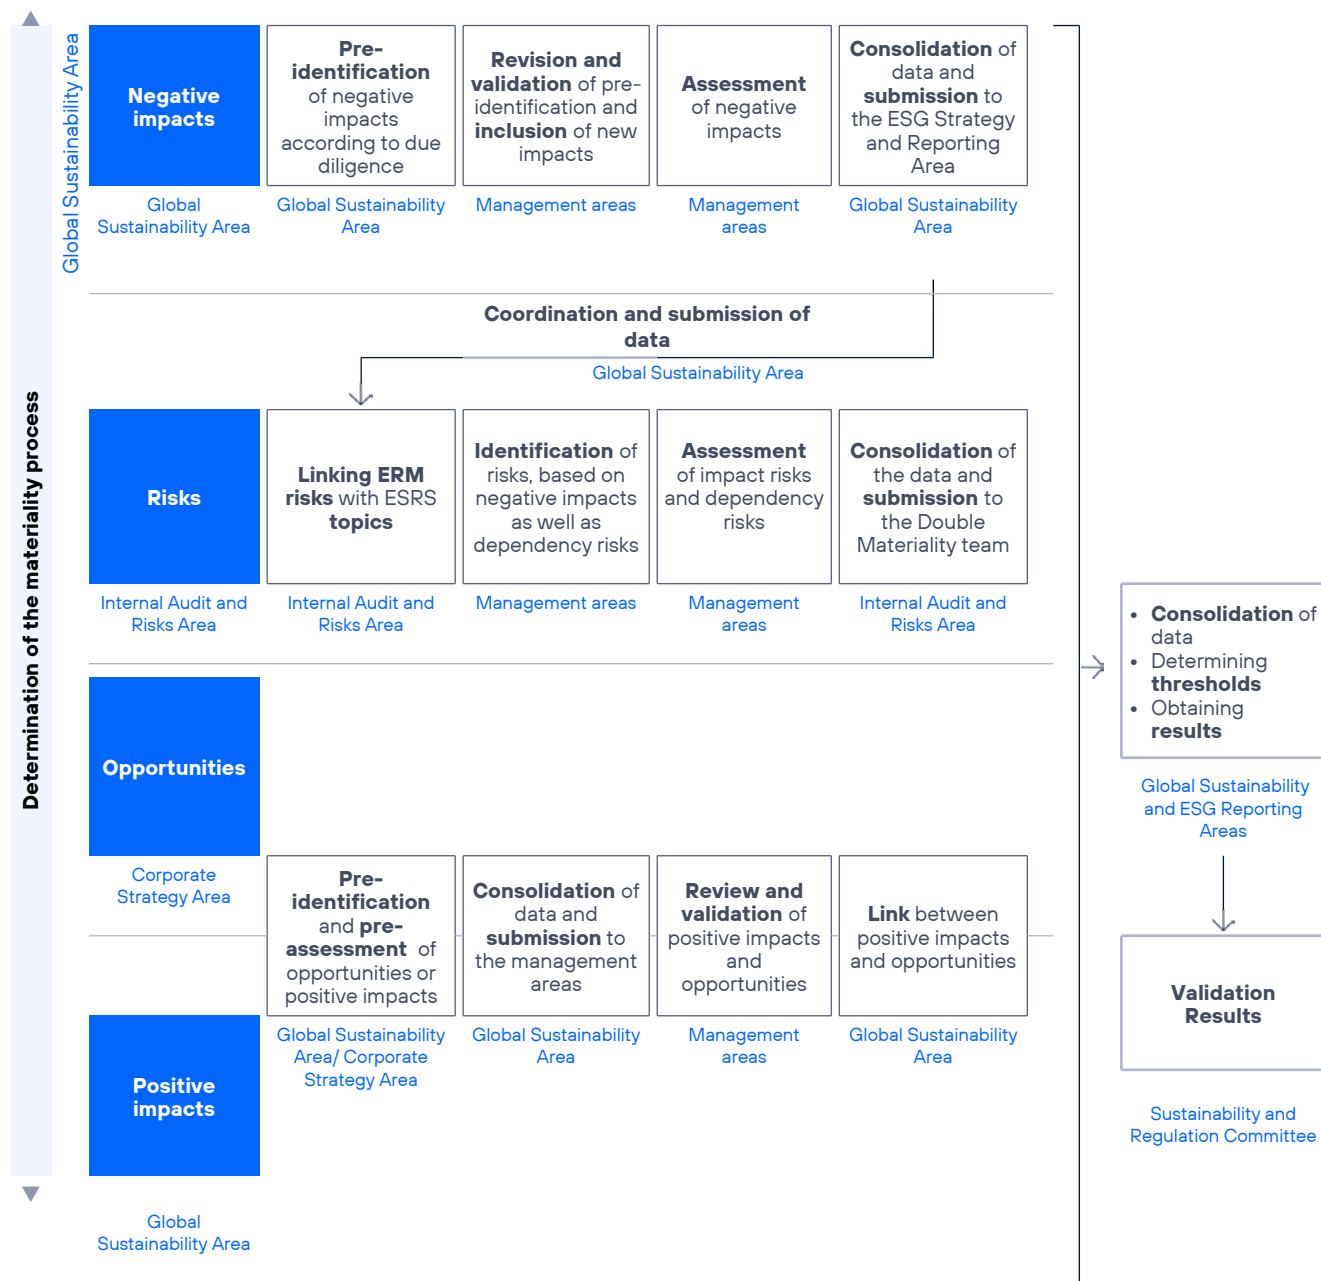 Determination of the materiality process
Global Sustainability Area
Negative
impacts
Global
Sustainability Area
Pre-
identification
of negative
impacts
according to due
diligence
Global Sustainability
Area
Revision and
validation of pre-
identification and
inclusion of new
impacts
Management areas
Assessment
of negative
impacts
Management
areas
Consolidation of
data and
submission to
the ESG Strategy
and Reporting
Area
Global Sustainability
Area
Coordination and submission of
data
Global Sustainability Area
Risks
Internal Audit and
Risks Area
Linking ERM
risks with ESRS
topics
Internal Audit and
Risks Area
Identification of
risks, based on
negative impacts
as well as
dependency risks
Management areas
Assessment
of impact risks
and dependency
risks
Management
areas
Consolidation of
the data and
submission to
the Double
Materiality team
Internal Audit and
Risks Area
Opportunities
Corporate
Strategy Area
Pre-
identification
and pre-
assessment of
opportunities or
positive impacts
Global Sustainability
Area/ Corporate
Strategy Area
Consolidation of
data and
submission to
the management
areas
Global Sustainability
Area
Review and
validation of
positive impacts
and
opportunities
Management
areas
Link between
positive impacts
and opportunities
Global Sustainability
Area
Positive
impacts
Global
Sustainability Area
• Consolidation of
data
• Determining
thresholds
• Obtaining
results
Global Sustainability
and ESG Reporting
Areas
Validation
Results
Sustainability and
Regulation Committee